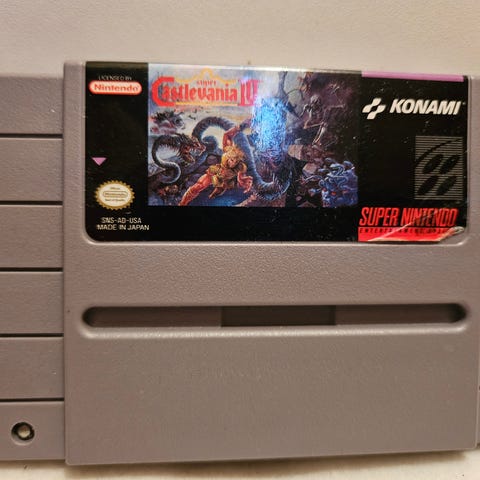 LICENSED BY
Nintendo
SUPER
Castlevania IV
KONAMI
SNS-AD-USA
MADE IN JAPAN
SUPER NINTENDO